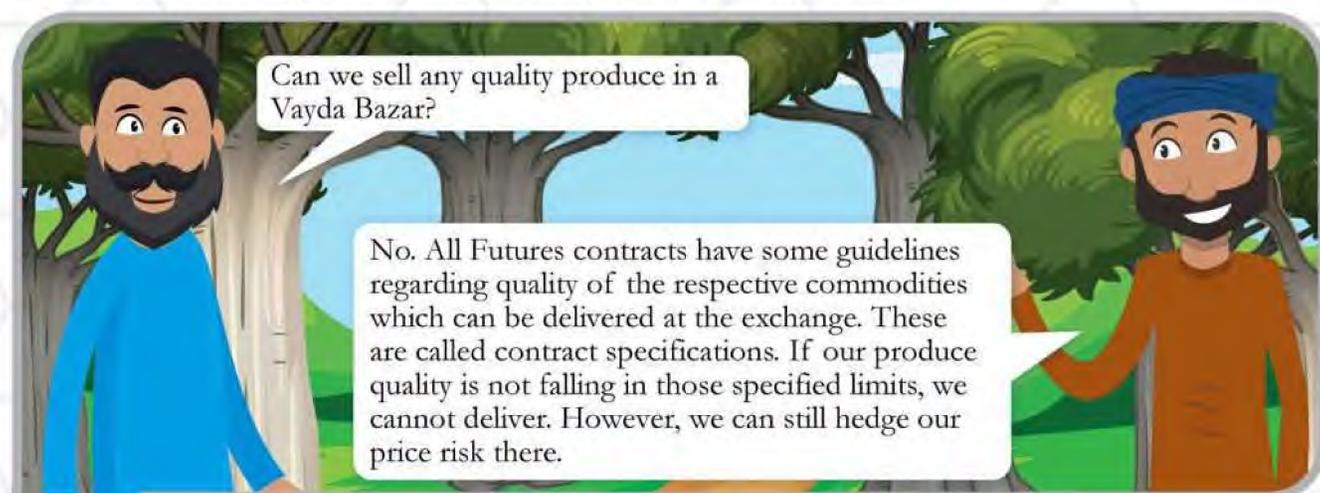 Can we sell any quality produce in a
Vayda Bazar?
No. All Futures contracts have some guidelines
regarding quality of the respective commodities
which can be delivered at the exchange. These
are called contract specifications. If our produce
quality is not falling in those specified limits, we
cannot deliver. However, we can still hedge our
price risk there.